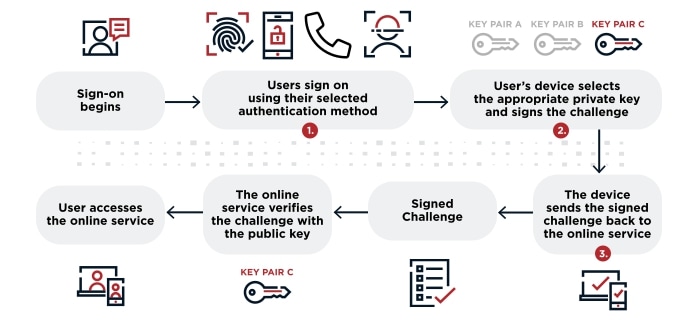 KEY PAIR A
KEY PAIR B
KEY PAIR C
Sign-on
begins
Users sign on
using their selected
authentication method
1.
User's device selects
the appropriate private key
and signs the challenge
2.
The device
sends the signed
challenge back to
the online service
3.
Signed
Challenge
The online
service verifies
the challenge with
the public key
User accesses
the online service
KEY PAIR C